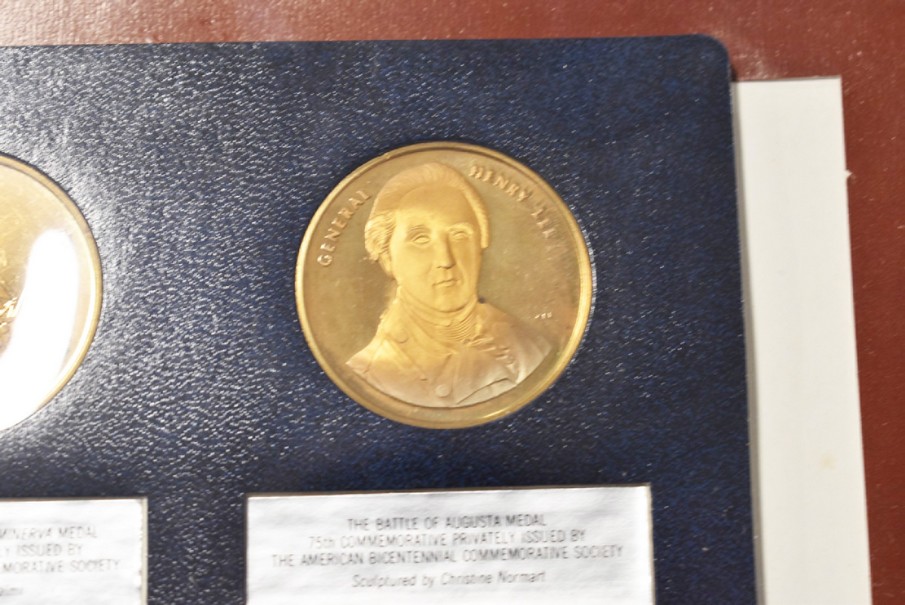 GENERAL HENRY LEE
MINERVA MEDAL
ISSUED BY
MORATIVE SOCIETY
THE BATTLE OF AUGUSTA MEDAL
75th COMMEMORATIVE PRIVATELY ISSUED BY
THE AMERICAN BICENTENNIAL COMMEMORATIVE SOCIETY
Sculptured by Christine Normart